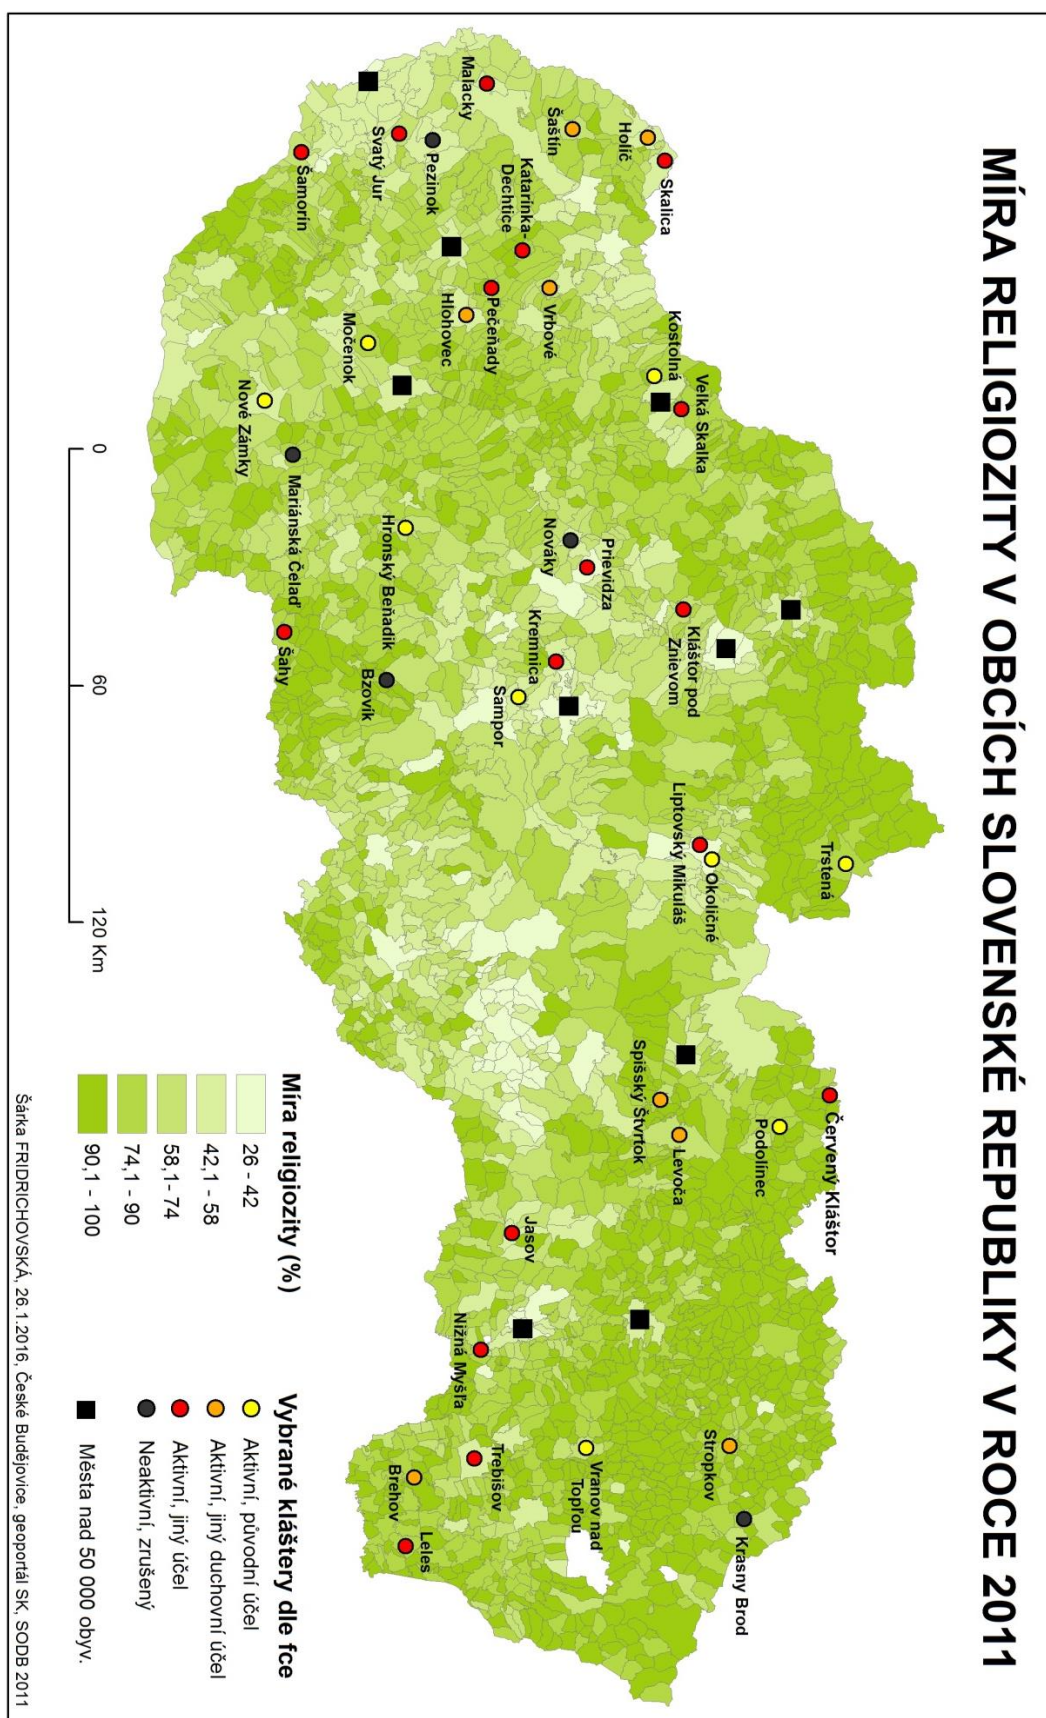 MÍRA RELIGIOZITY V OBCÍCH SLOVENSKÉ REPUBLIKY V ROCE 2011
Trstená
Červený Kláštor
Podolínec
Stropkov
Krasny Brod
Okoličné
Liptovský Mikuláš
Levoča
Spišský Štvrtok
Kláštor pod
Znievom
Velká Skalka
Kostolná
Skalica
Holíč
Šaštín
Vrbové
Katarínka-
Dechtice
Malacky
Pečeňady
Hlohovec
Prievidza
Nováky
Kremnica
Sampor
Vranov nad
Topľou
Jasov
Nižná Myšľa
Trebišov
Brehov
Leles
Pezinok
Svatý Jur
Močenok
Hronský Beňadik
Bzovík
Šamorín
Nové Zámky
Mariánská Čelaď
Šahy
0
60
120 Km
Míra religiozity (%)
26 - 42
42,1 - 58
58,1 - 74
74,1 - 90
90,1 - 100
Vybrané kláštery dle fce
Aktivní, původní účel
Aktivní, jiný duchovní účel
Aktivní, jiný účel
Neaktivní, zrušený
Města nad 50 000 obyv.
Šárka FRIDRICHOVSKÁ, 26.1.2016, České Budějovice, geoportál SK, SODB 2011